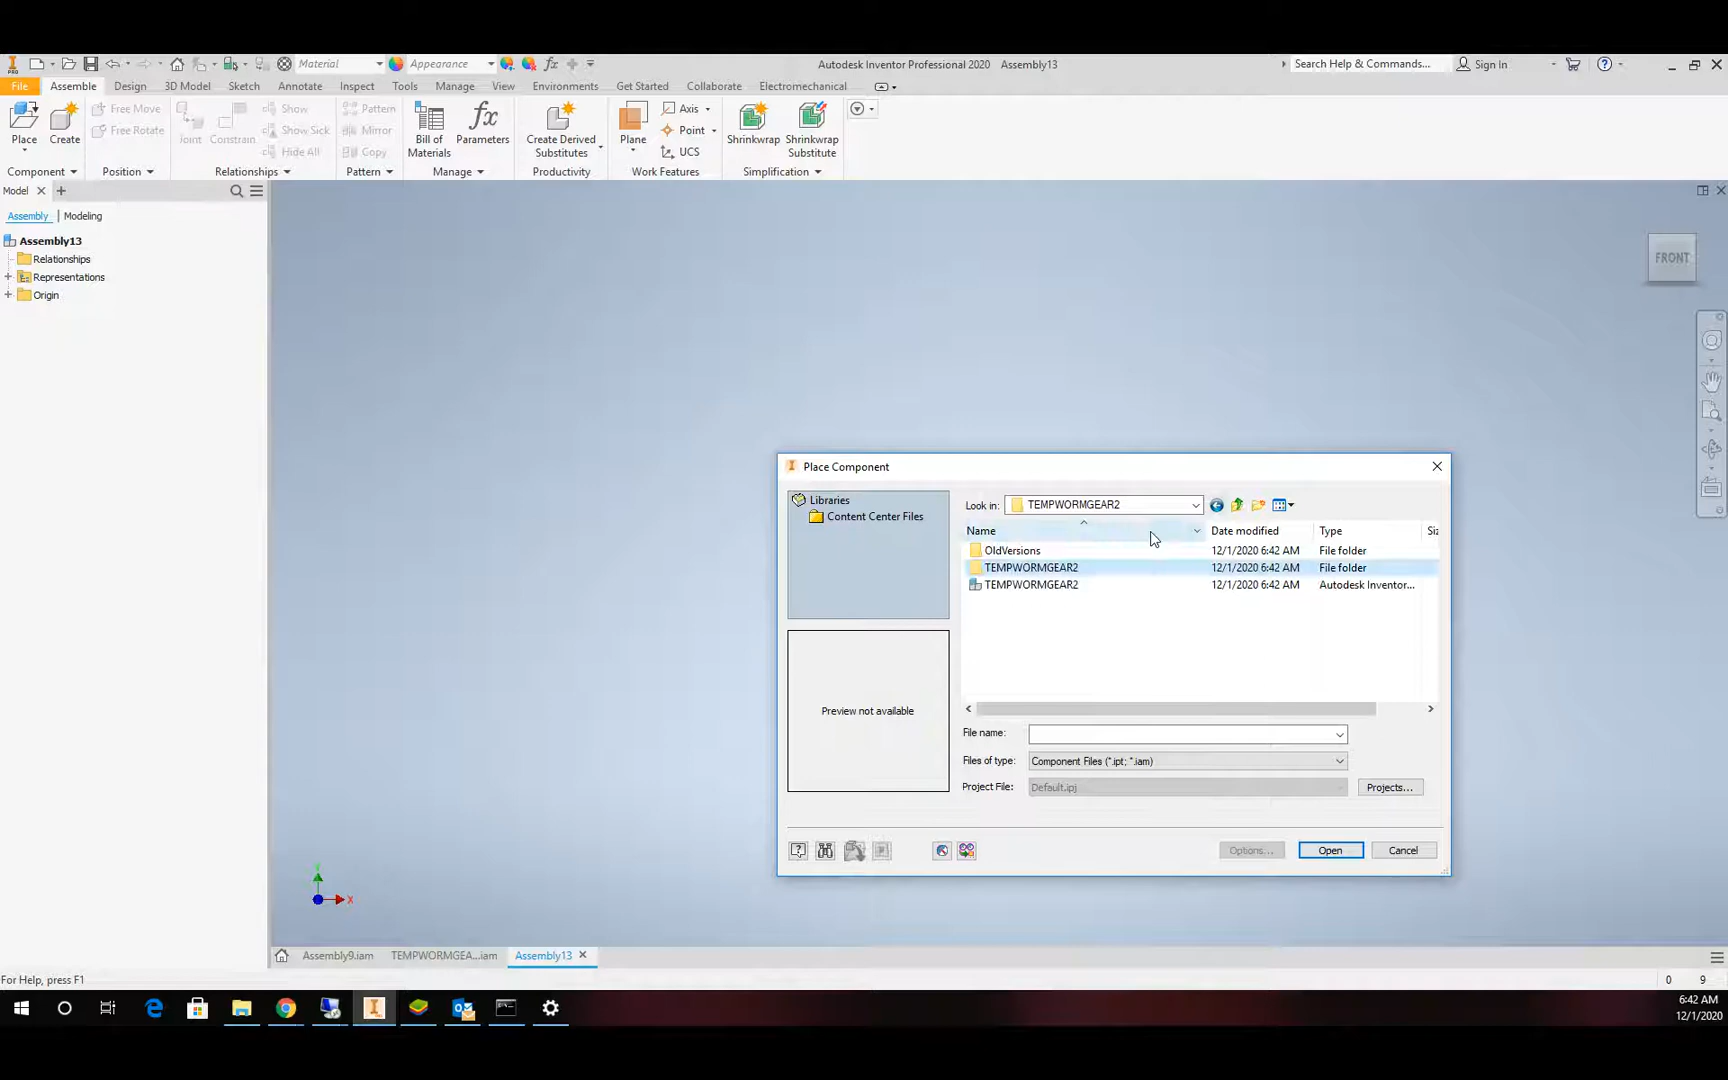 Material
Appearance
Autodesk Inventor Professional 2020 Assembly13
Search Help & Commands...
Sign In
File Assemble Design 3D Model Sketch Annotate Inspect Tools Manage View Environments Get Started Collaborate Electromechanical
Place
Create
Free Move
Free Rotate
Joint
Constrain
Show
Show Sick
Hide All
Pattern
Mirror
Copy
Bill of
Materials
Parameters
Create Derived
Substitutes
Plane
Axis
Point
UCS
Shrinkwrap
Shrinkwrap
Substitute
Component Position Relationships Pattern Manage Productivity Work Features Simplification
Model
Assembly | Modeling
Assembly13
Relationships
Representations
Origin
FRONT
Place Component
Libraries
Content Center Files
Preview not available
Look in: TEMPWORMGEAR2
Name Date modified Type Siz
OldVersions 12/1/2020 6:42 AM File folder
TEMPWORMGEAR2 12/1/2020 6:42 AM File folder
TEMPWORMGEAR2 12/1/2020 6:42 AM Autodesk Inventor...
File name:
Files of type: Component Files (*.ipt; *.iam)
Project File: Default.ipj Projects...
Options... Open Cancel
Y
X
Assembly9.iam TEMPWORMGEA...iam Assembly13
For Help, press F1
0 9
6:42 AM
12/1/2020